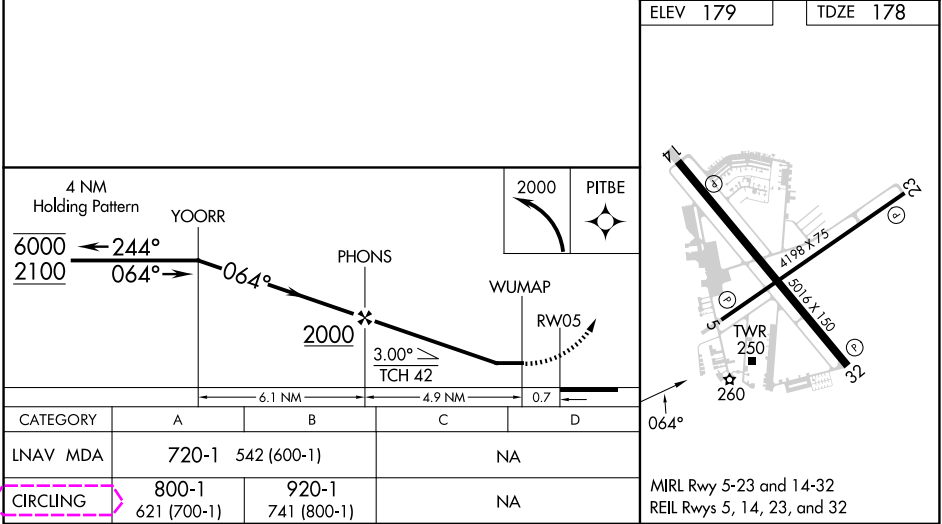 ELEV 179
TDZE 178
4 NM
Holding Pattern
YOORR
6000
244°
2100
064°
064°
PHONS
2000
2000
PITBE
3.00°
TCH 42
WUMAP
RW05
6.1 NM
4.9 NM
0.7
CATEGORY A B C D
LNAV MDA 720-1 542 (600-1) NA
CIRCLING 800-1 920-1 NA
621 (700-1) 741 (800-1)
14
P
23
P
4198 X 75
5016 X 150
P
5
TWR
250
P
32
260
064°
MIRL Rwy 5-23 and 14-32
REIL Rwys 5, 14, 23, and 32